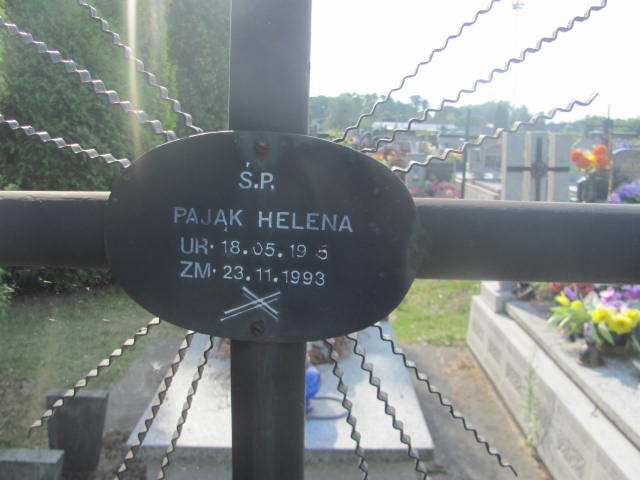 Ś.P.
PAJĄK HELENA
UR. 18.05.
ZM. 23.11.1993